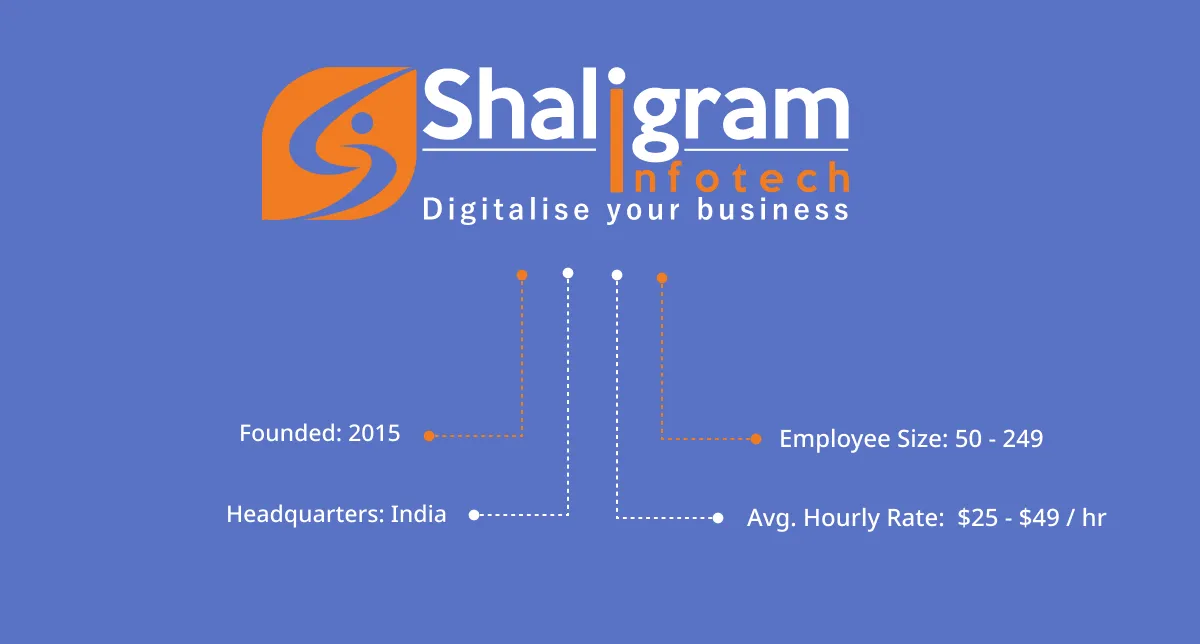 Shaligram
infotech
Digitalise your business
Founded: 2015
Employee Size: 50 - 249
Headquarters: India
Avg. Hourly Rate: $25 - $49 / hr